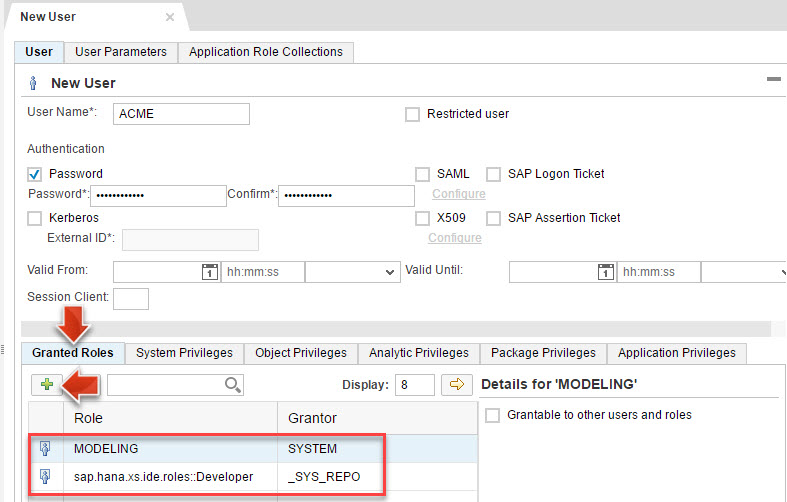 New User ×
User User Parameters Application Role Collections
New User
User Name*: ACME Restricted user
Authentication
Password SAML SAP Logon Ticket
Password*: •••••••••••• Confirm*: •••••••••••• Configure
Kerberos X509 SAP Assertion Ticket
External ID*: Configure
Valid From: 1 hh:mm:ss Valid Until: 1 hh:mm:ss
Session Client:
Granted Roles System Privileges Object Privileges Analytic Privileges Package Privileges Application Privileges
Display: 8 Details for 'MODELING'
Grantable to other users and roles
Role Grantor
MODELING SYSTEM
sap.hana.xs.ide.roles::Developer _SYS_REPO